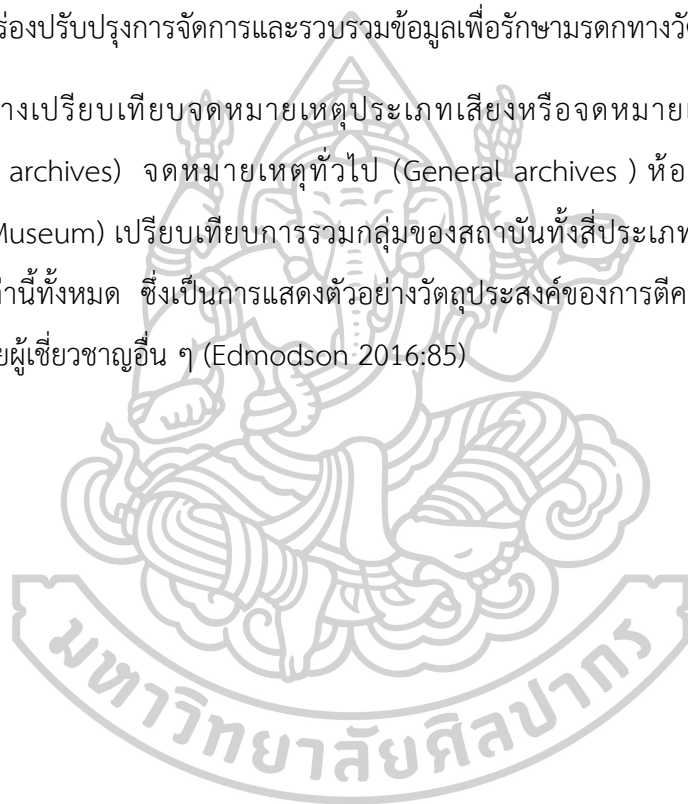 ร่องปรับปรุงการจัดการและรวบรวมข้อมูลเพื่อรักษามรดกทางวั
างเปรียบเทียบจดหมายเหตุประเภทเสียงหรือจดหมายเ
archives) จดหมายเหตุทั่วไป (General archives ) ห้อ
Museum) เปรียบเทียบการรวมกลุ่มของสถาบันทั้งสี่ประเภท
านี้ทั้งหมด ซึ่งเป็นการแสดงตัวอย่างวัตถุประสงค์ของการตีค
ยผู้เชี่ยวชาญอื่น ๆ (Edmodson 2016:85)
มหาวิทยาลัยศิลปากร